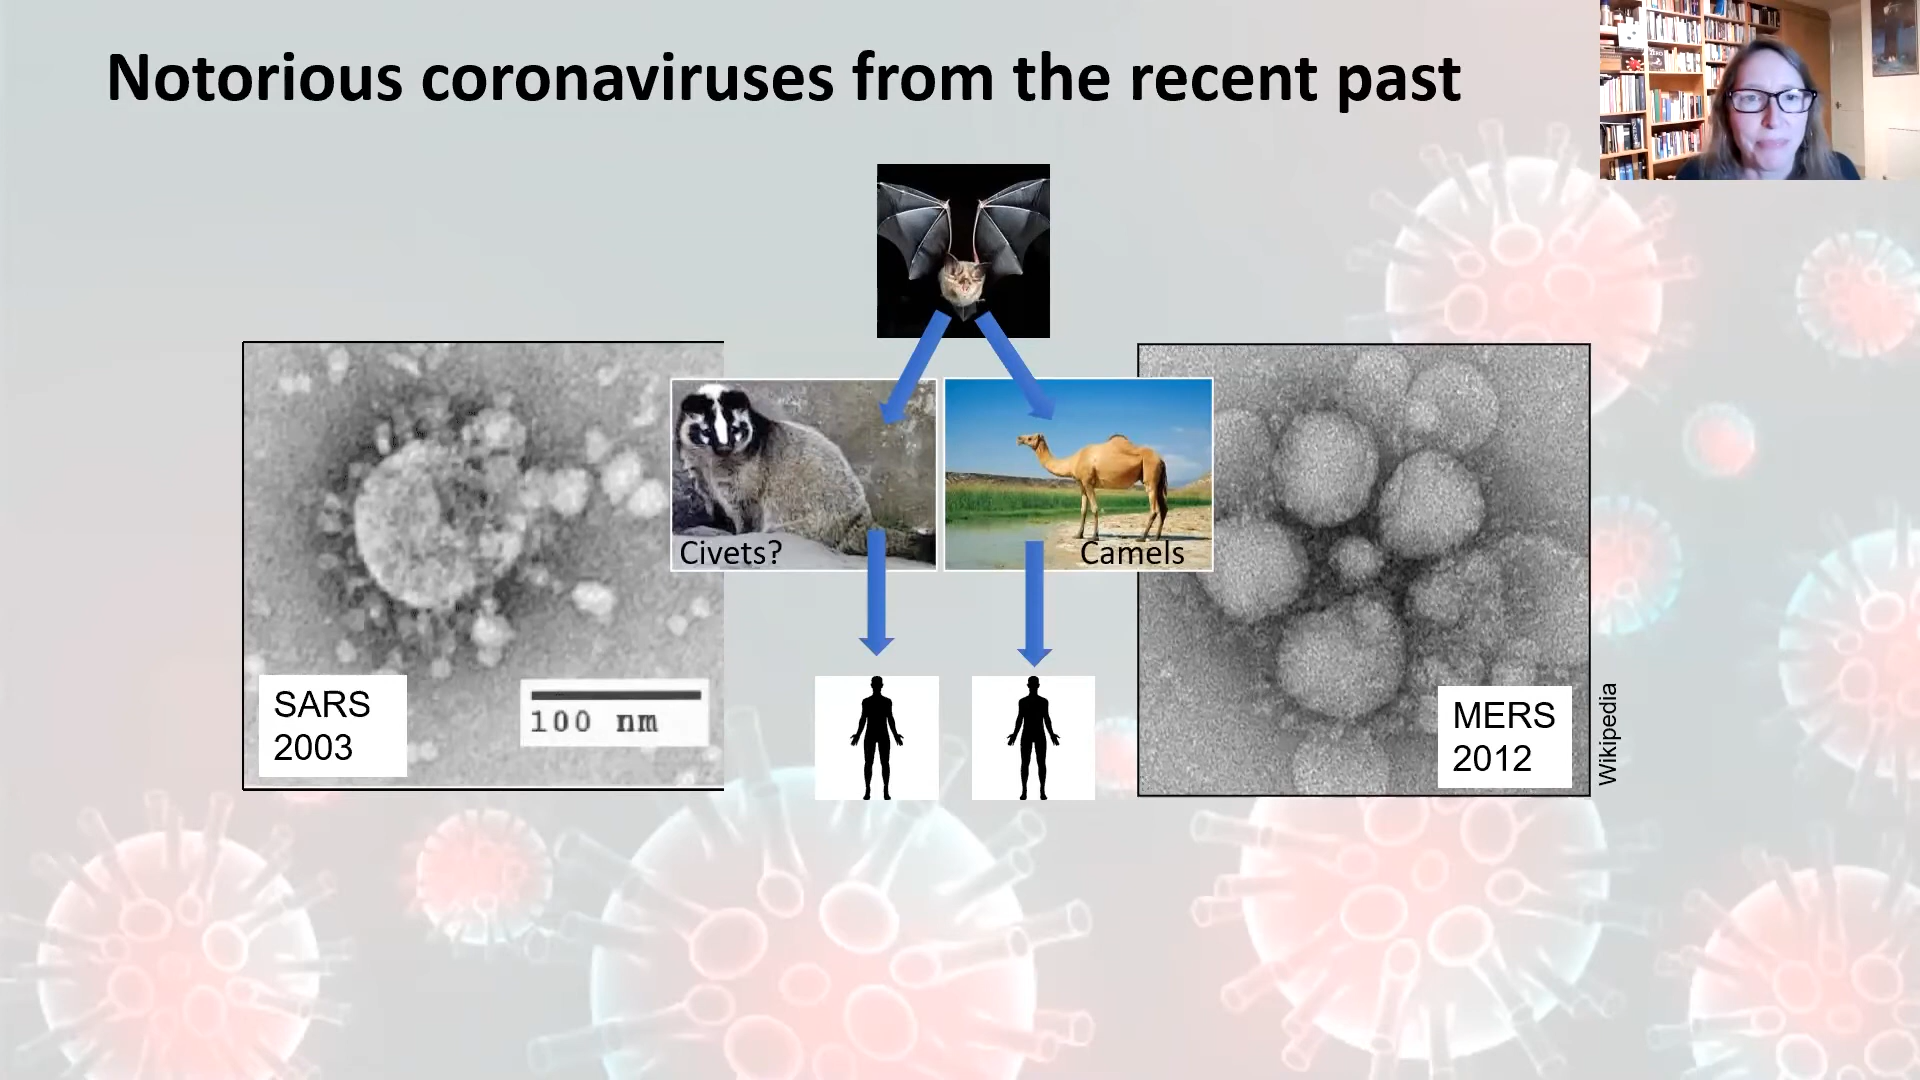 Notorious coronaviruses from the recent past
Civets?
Camels
SARS
2003
100 nm
MERS
2012
Wikipedia